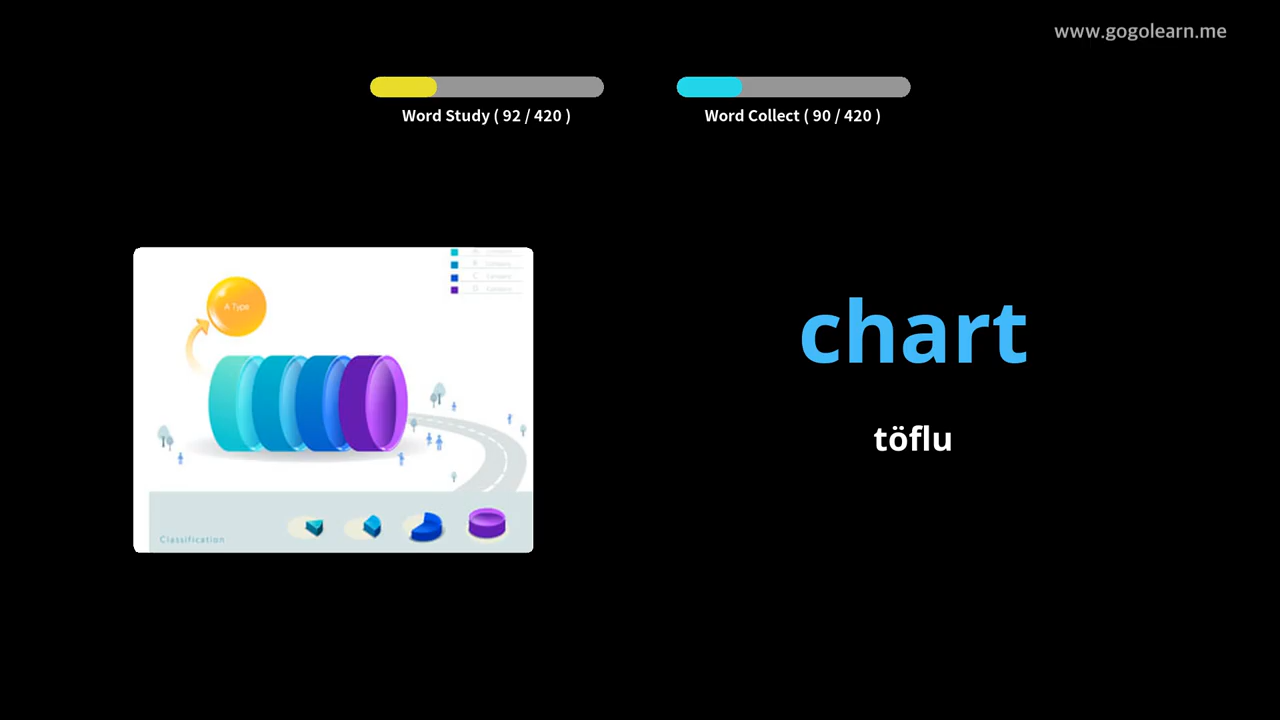 www.gogolearn.me
Word Study ( 92 / 420 )
Word Collect ( 90 / 420 )
A Type
C
chart
töflu
Classification